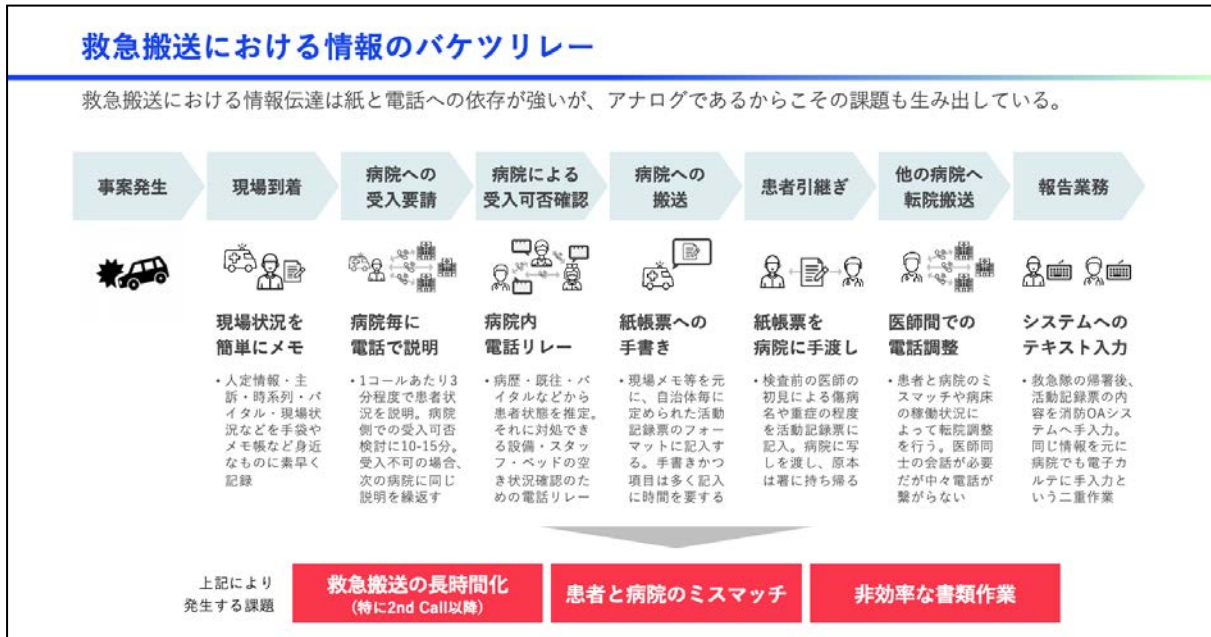 救急搬送における情報のバケツリレー
救急搬送における情報伝達は紙と電話への依存が強いが、アナログであるからこその課題も生み出している。
事案発生
現場到着
病院への
受入要請
病院による
受入可否確認
病院への
搬送
患者引継ぎ
他の病院へ
転院搬送
報告業務
現場状況を
簡単にメモ
・人定情報・主
訴・時系列・バ
イタル・現場状
況などを手袋や
メモ帳など身近
なものに素早く
記録
病院毎に
電話で説明
・1コールあたり3
分程度で患者状
況を説明。病院
側での受入可否
検討に10-15分。
受入不可の場合、
次の病院に同じ
説明を繰返す
病院内
電話リレー
・病歴・既往・バ
イタルなどから
患者状態を推定。
それに対処でき
る設備・スタッ
フ・ベッドの空
き状況確認のた
めの電話リレー
紙帳票への
手書き
・現場メモ等を元
に、自治体毎に
定められた活動
記録票のフォー
マットに記入す
る。手書きかつ
項目は多く記入
に時間を要する
紙帳票を
病院に手渡し
・検査前の医師の
初見による傷病
名や重症の程度
を活動記録票に
記入。病院に写
しを渡し、原本
は署に持ち帰る
医師間での
電話調整
・患者と病院のミ
スマッチや病床
の稼働状況に
よって転院調整
を行う。医師同
士の会話が必要
だが中々電話が
繋がらない
システムへの
テキスト入力
・救急隊の帰署後、
活動記録票の内
容を消防OAシス
テムへ手入力。
同じ情報を元に
病院でも電子カ
ルテに手入力と
いう二重作業
上記により
発生する課題
救急搬送の長時間化
(特に2nd Call以降)
患者と病院のミスマッチ
非効率な書類作業